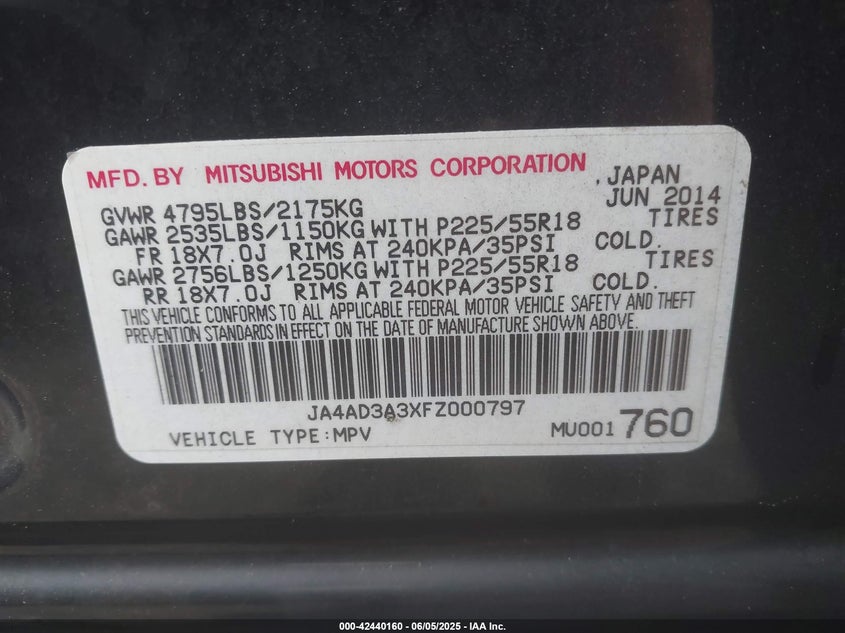 MFD. BY MITSUBISHI MOTORS CORPORATION , JAPAN
GVWR 4795LBS/2175KG JUN 2014
GAWR 2535LBS/1150KG WITH P225/55R18 TIRES
FR 18X7.0J RIMS AT 240KPA/35PSI COLD.
GAWR 2756LBS/1250KG WITH P225/55R18 TIRES
RR 18X7.0J RIMS AT 240KPA/35PSI COLD.
THIS VEHICLE CONFORMS TO ALL APPLICABLE FEDERAL MOTOR VEHICLE SAFETY AND THEFT
PREVENTION STANDARDS IN EFFECT ON THE DATE OF MANUFACTURE SHOWN ABOVE.
JA4AD3A3XFZ000797
VEHICLE TYPE:MPV MU001 760
000-42440160 - 06/05/2025 - IAA Inc.